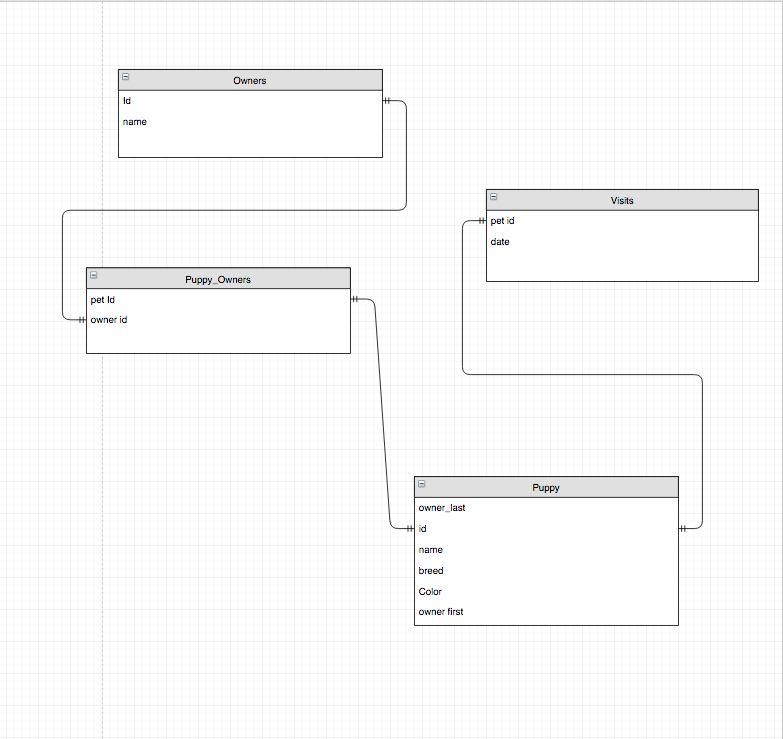 Owners
Id
name
Visits
pet id
date
Puppy_Owners
pet Id
owner id
Puppy
owner_last
id
name
breed
Color
owner first